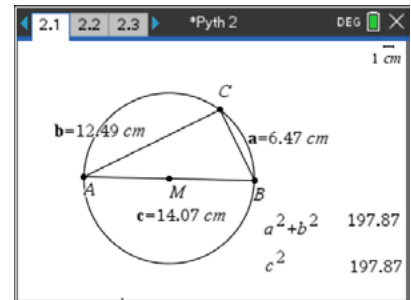 2.1 2.2 2.3 *Pyth 2 DEG
1 cm
C
b=12.49 cm
a=6.47 cm
A M B
c=14.07 cm
a²+b² 197.87
c² 197.87